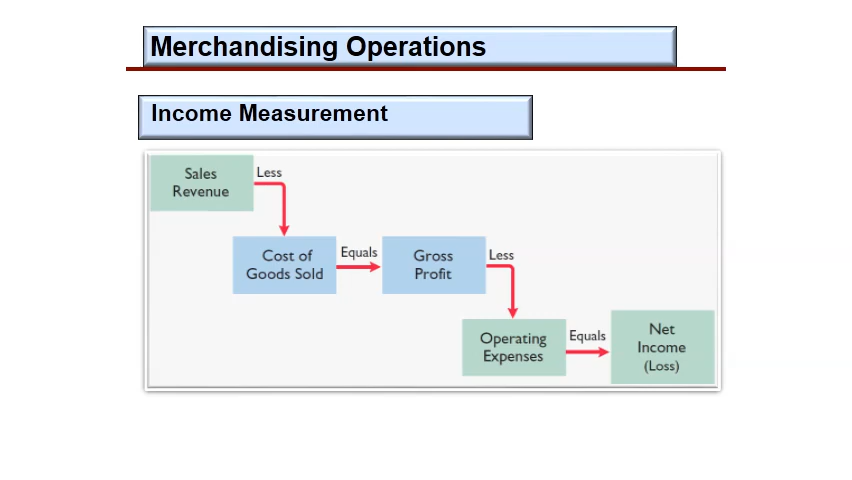 Merchandising Operations
Income Measurement
Sales
Revenue
Less
Cost of
Goods Sold
Equals
Gross
Profit
Less
Operating
Expenses
Equals
Net
Income
(Loss)